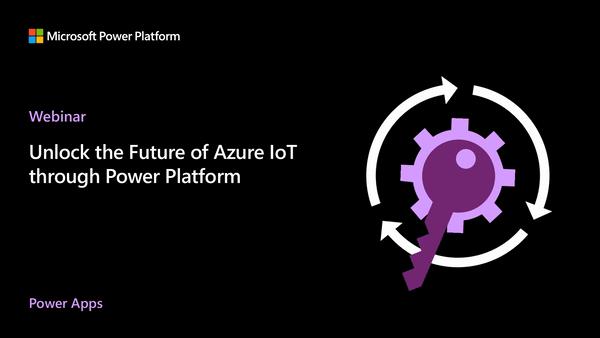 Microsoft Power Platform
Webinar
Unlock the Future of Azure IoT
through Power Platform
Power Apps